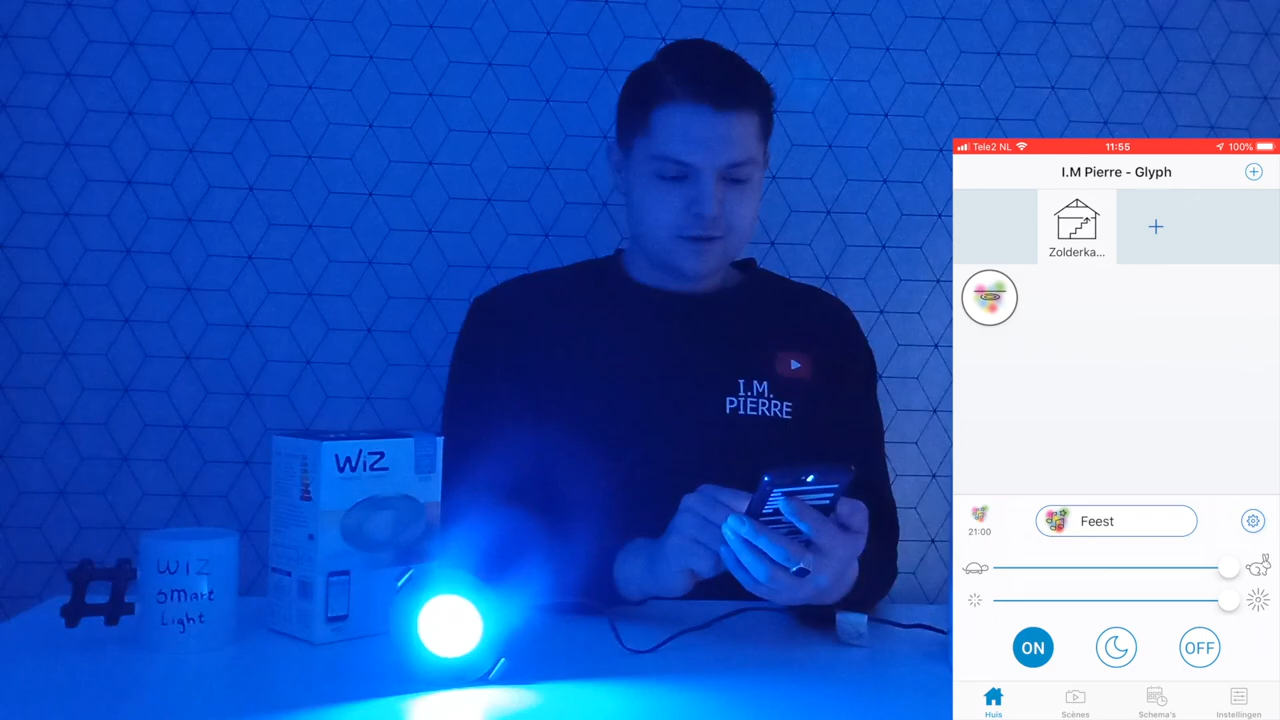 WiZ
WIZ
SMart
Light
I.M.
PIERRE
Tele2 NL
11:55
100%
I.M Pierre - Glyph
Zolderka...
21:00
Feest
ON
OFF
Huis
Scènes
Schema's
Instellingen